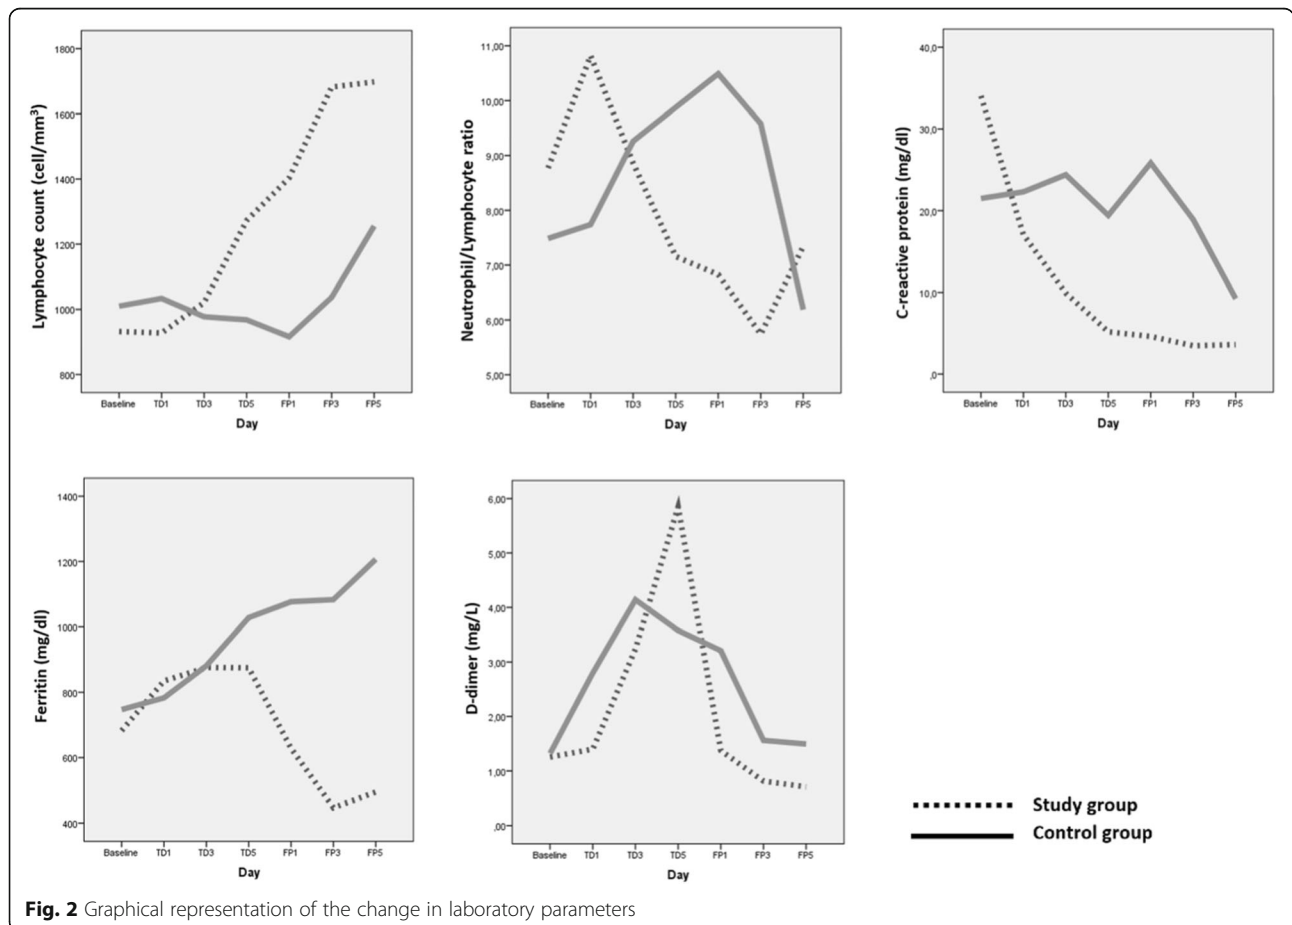 Lymphocyte count (cell/mm³)
1800
1600
1400
1200
1000
800
Baseline TD1 TD3 TD5 FP1 FP3 FP5
Day
Neutrophil/Lymphocyte ratio
11,00
10,00
9,00
8,00
7,00
6,00
5,00
Baseline TD1 TD3 TD5 FP1 FP3 FP5
Day
C-reactive protein (mg/dl)
40,0
30,0
20,0
10,0
,0
Baseline TD1 TD3 TD5 FP1 FP3 FP5
Day
Ferritin (mg/dl)
1400
1200
1000
800
600
400
Baseline TD1 TD3 TD5 FP1 FP3 FP5
Day
D-dimer (mg/L)
6,00
5,00
4,00
3,00
2,00
1,00
,00
Baseline TD1 TD3 TD5 FP1 FP3 FP5
Day
Study group
Control group
Fig. 2 Graphical representation of the change in laboratory parameters